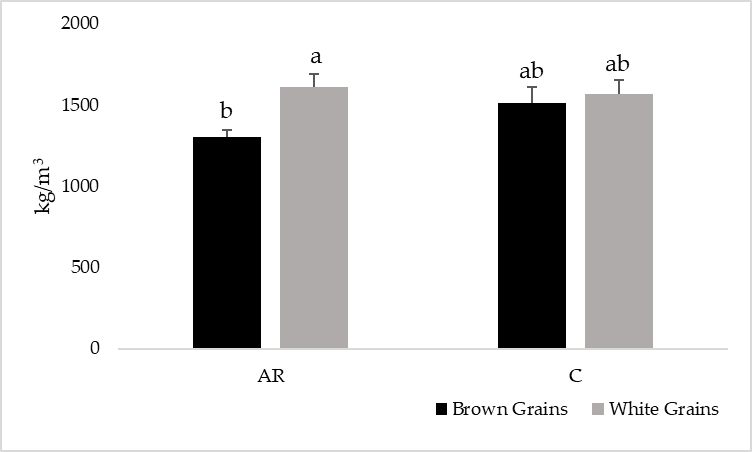 2000
a
ab
ab
1500
b
kg/m³
1000
500
0
AR
C
Brown Grains
White Grains